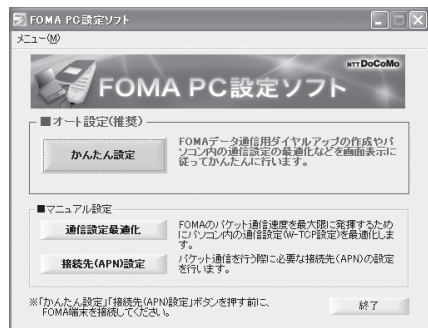 FOMA PC設定ソフト
メニュー(M)
NTT DoCoMo
FOMA PC設定ソフト
■オート設定(推奨)
かんたん設定
FOMAデータ通信用ダイヤルアップの作成やパ
ソコン内の通信設定の最適化などを画面表示に
従ってかんたんに行います。
■マニュアル設定
通信設定最適化
FOMAのパケット通信速度を最大限に発揮するため
にパソコン内の通信設定(W-TCP設定)を最適化しま
す。
接続先(APN)設定
パケット通信を行う際に必要な接続先(APN)の設定
を行います。
※「かんたん設定」「接続先(APN)設定」ボタンを押す前に、
FOMA端末を接続してください。
終了